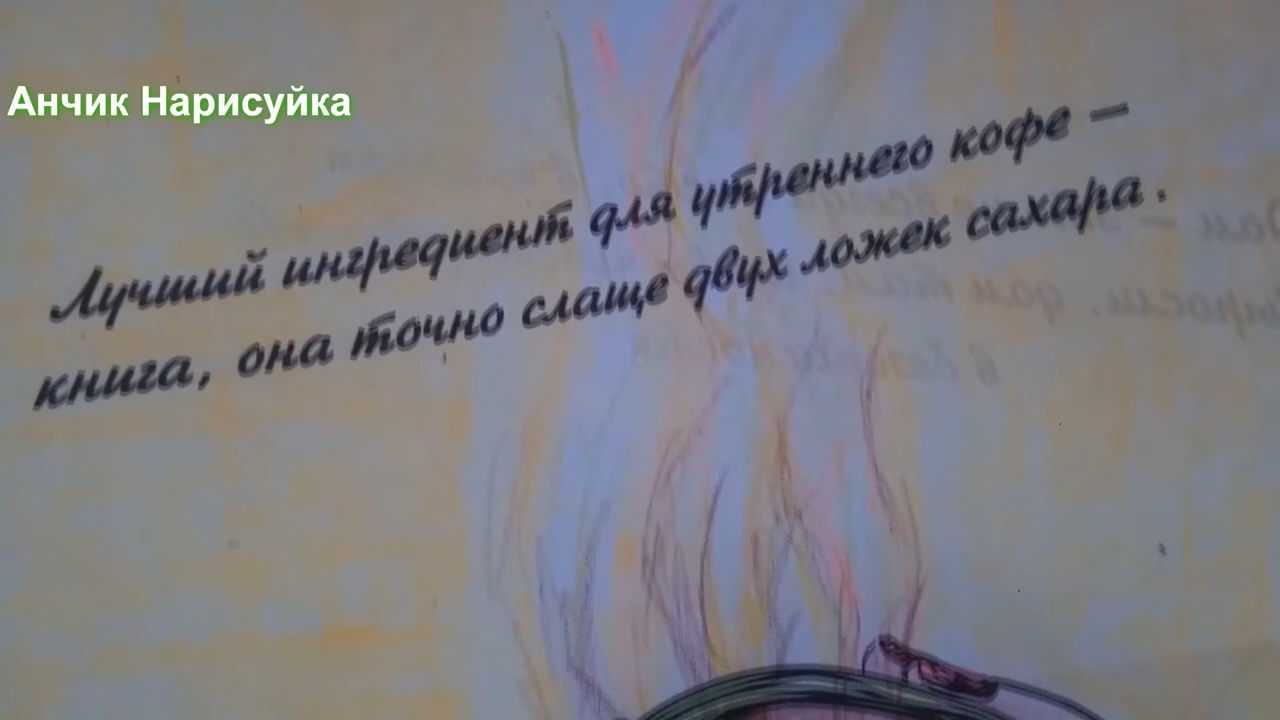 Анчик Нарисуйка
Лучший ингредиент для утреннего кофе –
книга, она точно слаще двух ложек сахара.